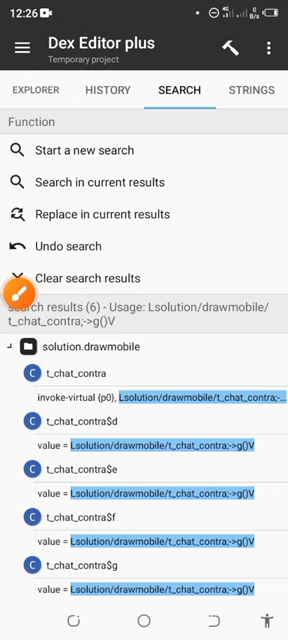 12:26
4G
0
B/s
Dex Editor plus
Temporary project
EXPLORER
HISTORY
SEARCH
STRINGS
Function
Start a new search
Search in current results
Replace in current results
Undo search
Clear search results
search results (6) - Usage: Lsolution/drawmobile/
t_chat_contra;->g()V
solution.drawmobile
C t_chat_contra
invoke-virtual {p0}, Lsolution/drawmobile/t_chat_contra;-...
C t_chat_contra$d
value = Lsolution/drawmobile/t_chat_contra;->g()V
C t_chat_contra$e
value = Lsolution/drawmobile/t_chat_contra;->g()V
C t_chat_contra$f
value = Lsolution/drawmobile/t_chat_contra;->g()V
C t_chat_contra$g
value = Lsolution/drawmobile/t_chat_contra;->g()V